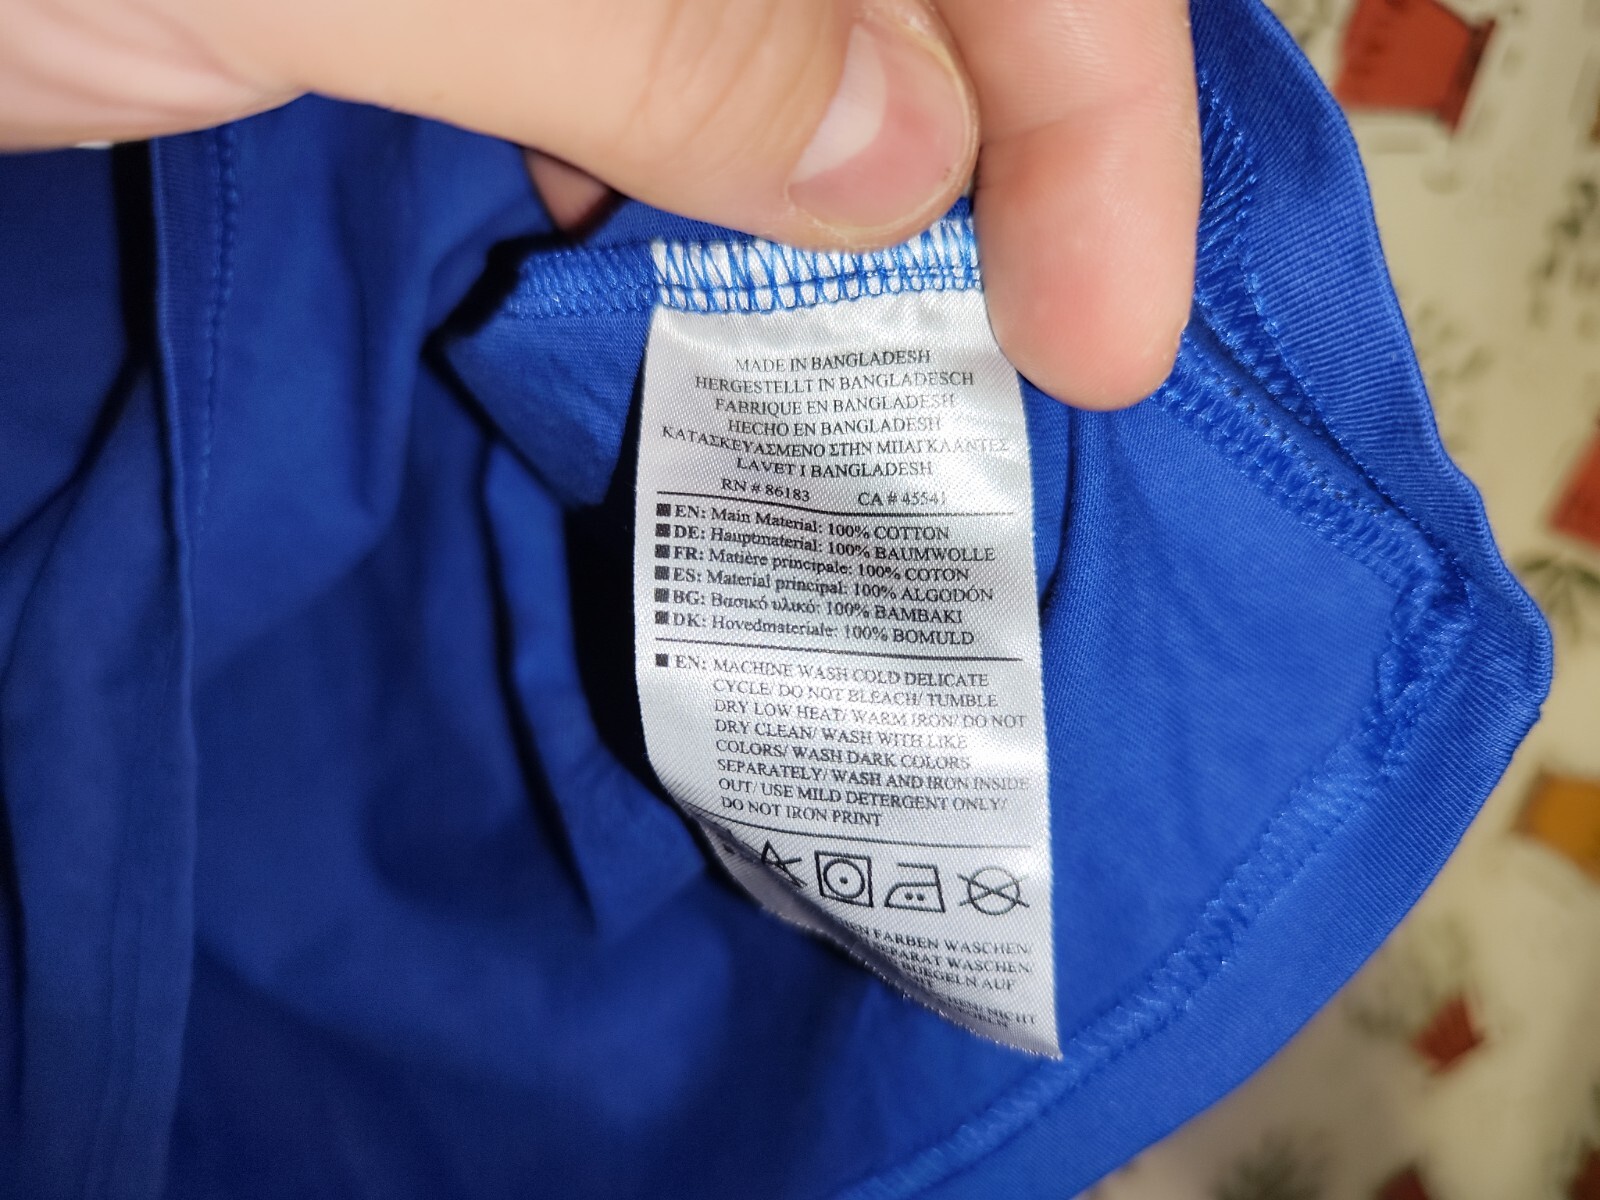 MADE IN BANGLADESH
HERGESTELLT IN BANGLADESCH
FABRIQUE EN BANGLADESH
HECHO EN BANGLADESH
ΚΑΤΑΣΚΕΥΑΣΜΕΝΟ ΣΤΗΝ ΜΠΑΓΚΛΑΝΤΕΣ
LAVET I BANGLADESH
RN # 86183 CA # 45541
EN: Main Material: 100% COTTON
DE: Hauptmaterial: 100% BAUMWOLLE
FR: Matière principale: 100% COTON
ES: Material principal: 100% ALGODÓN
BG: Βασικό υλικό: 100% BAMBAKI
DK: Hovedmateriale: 100% BOMULD
EN: MACHINE WASH COLD DELICATE
CYCLE/ DO NOT BLEACH/ TUMBLE
DRY LOW HEAT/ WARM IRON/ DO NOT
DRY CLEAN/ WASH WITH LIKE
COLORS/ WASH DARK COLORS
SEPARATELY/ WASH AND IRON INSIDE
OUT/ USE MILD DETERGENT ONLY/
DO NOT IRON PRINT
FARBEN WASCHEN/
WASCHEN/
AUF
NICHT